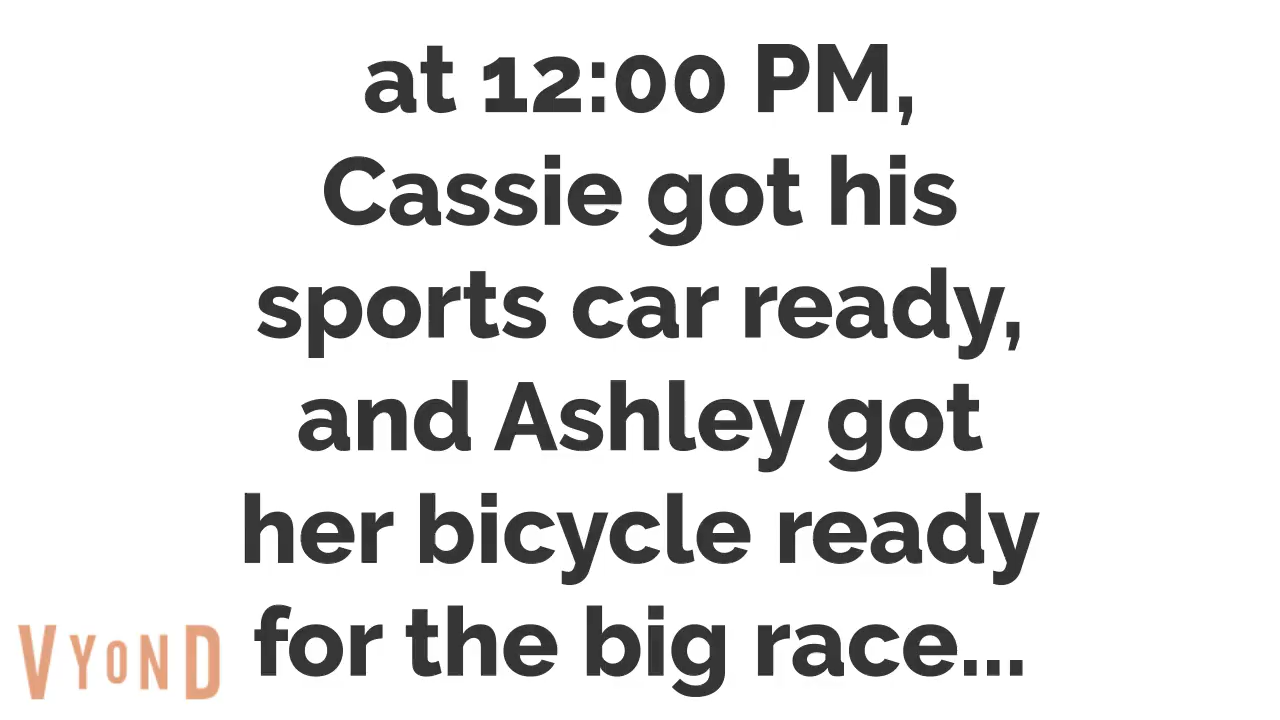 at 12:00 PM,
Cassie got his
sports car ready,
and Ashley got
her bicycle ready
for the big race...
VYOND